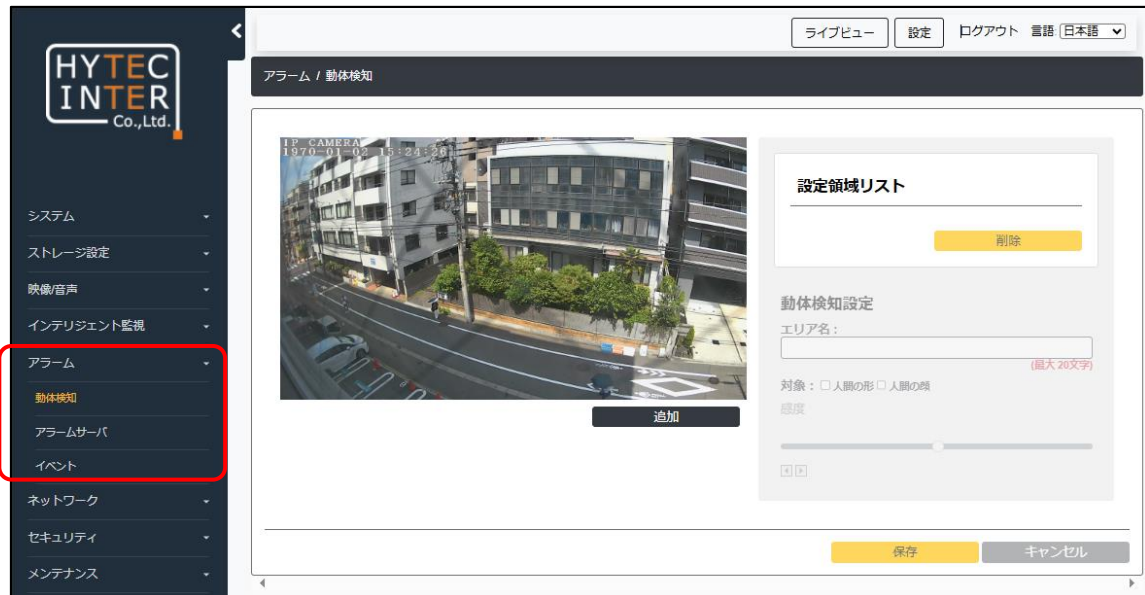 HYTEC
INTER
Co.,Ltd.
システム
ストレージ設定
映像/音声
インテリジェント監視
アラーム
動体検知
アラームサーバ
イベント
ネットワーク
セキュリティ
メンテナンス
ライブビュー 設定 ログアウト 言語: 日本語
アラーム / 動体検知
IP CAMERA
1970-01-02 15:24:26
追加
設定領域リスト
削除
動体検知設定
エリア名 :
(最大 20文字)
対象 : 人間の形 人間の顔
感度
保存 キャンセル